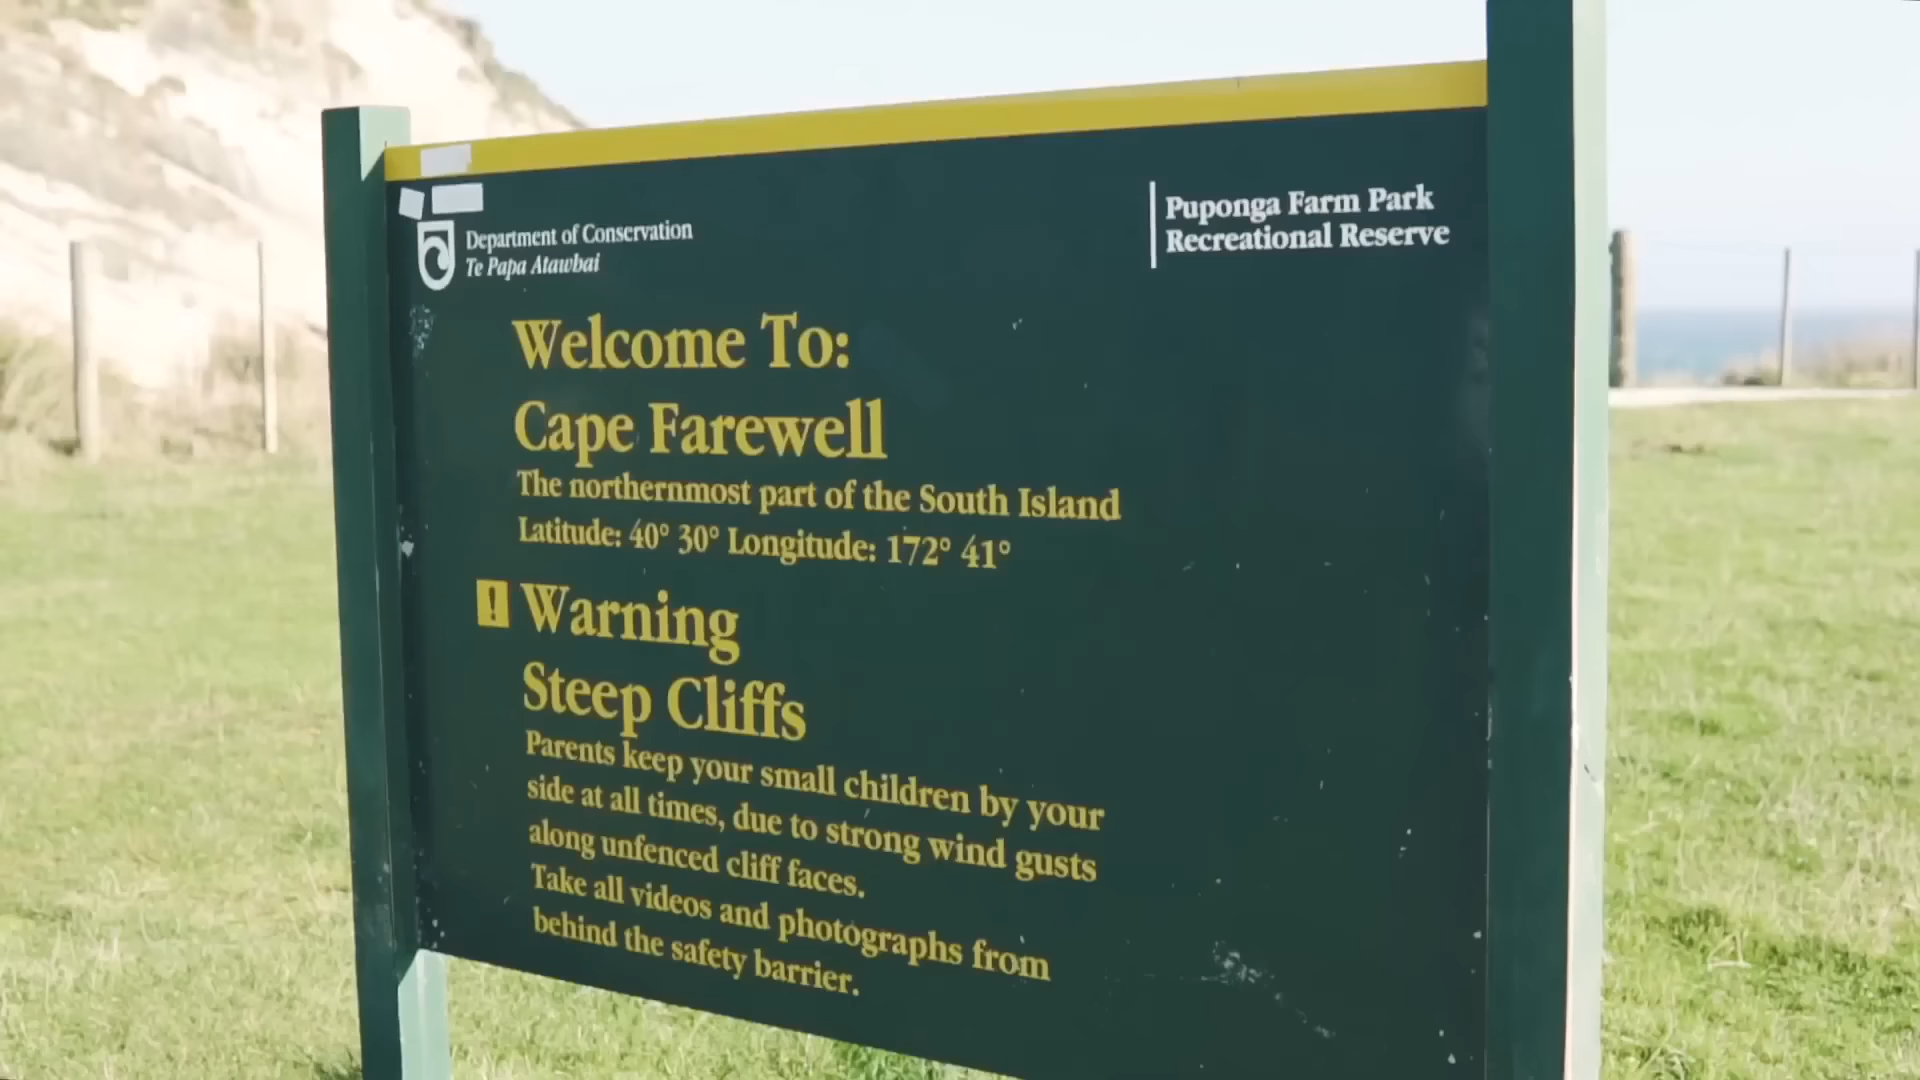 Department of Conservation
Te Papa Atawhai
Puponga Farm Park
Recreational Reserve
Welcome To:
Cape Farewell
The northernmost part of the South Island
Latitude: 40° 30° Longitude: 172° 41°
! Warning
Steep Cliffs
Parents keep your small children by your
side at all times, due to strong wind gusts
along unfenced cliff faces.
Take all videos and photographs from
behind the safety barrier.